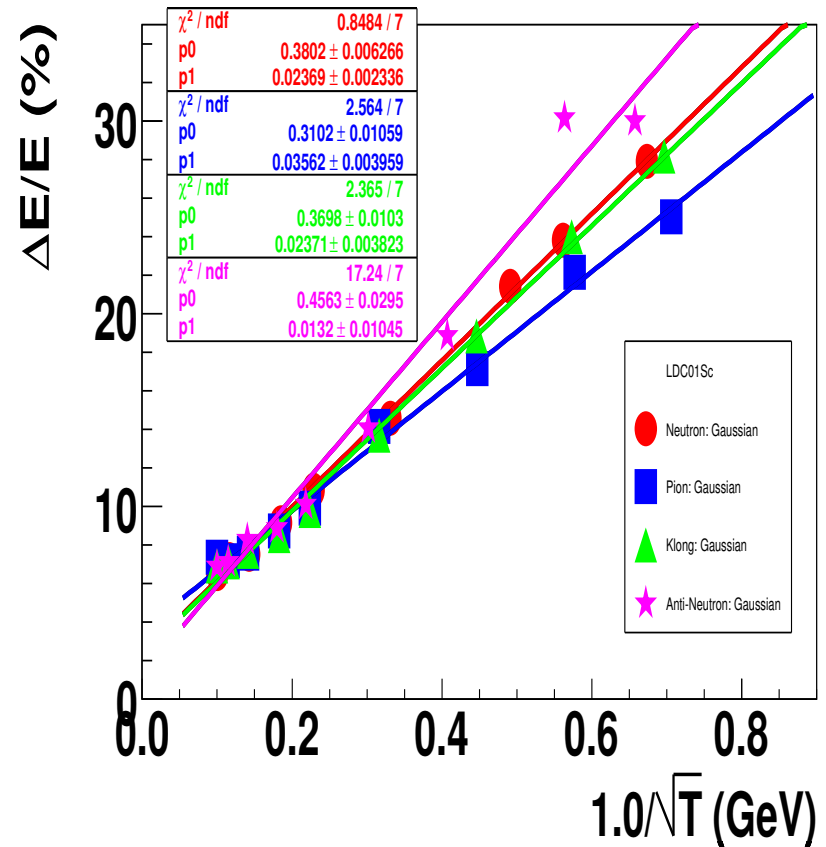 ΔE/E (%)
χ² / ndf 0.8484 / 7
p0 0.3802 ± 0.006266
p1 0.02369 ± 0.002336
χ² / ndf 2.564 / 7
p0 0.3102 ± 0.01059
p1 0.03562 ± 0.003959
χ² / ndf 2.365 / 7
p0 0.3698 ± 0.0103
p1 0.02371 ± 0.003823
χ² / ndf 17.24 / 7
p0 0.4563 ± 0.0295
p1 0.0132 ± 0.01045
30
20
10
0
LDC01Sc
Neutron: Gaussian
Pion: Gaussian
Klong: Gaussian
Anti-Neutron: Gaussian
0.0 0.2 0.4 0.6 0.8
1.0/√T (GeV)